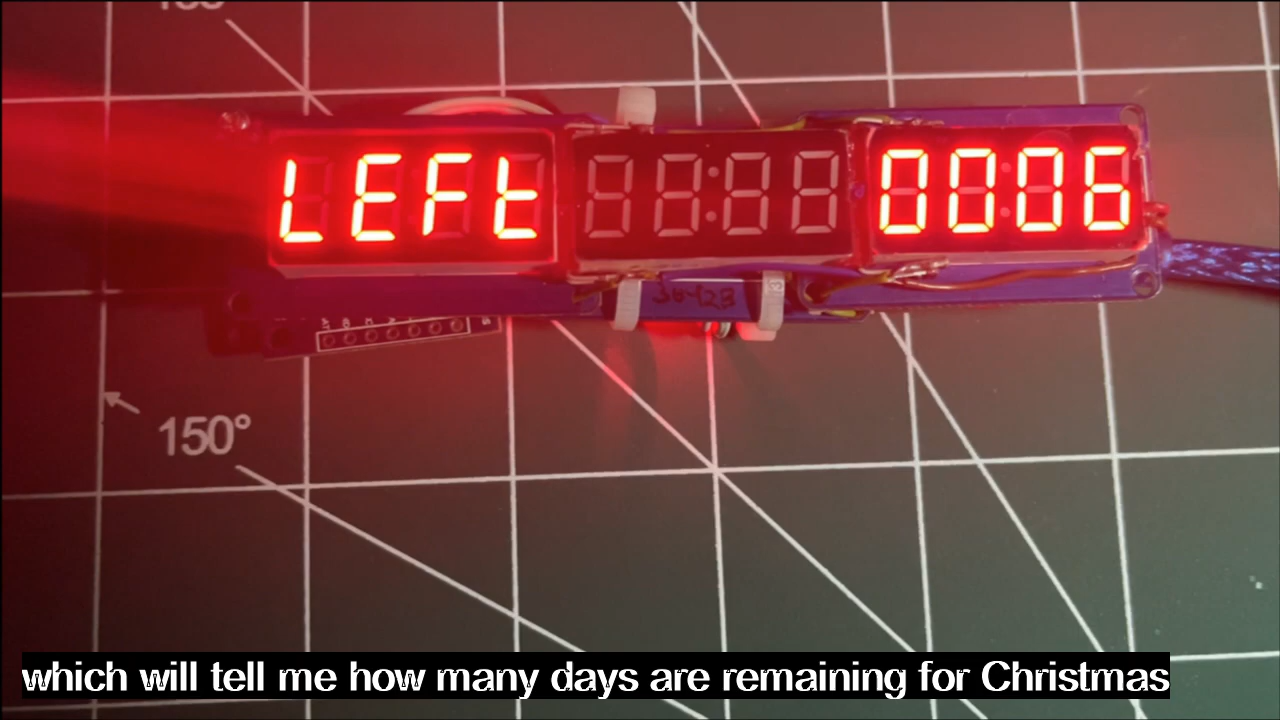 LEFt 0006
150°
which will tell me how many days are remaining for Christmas